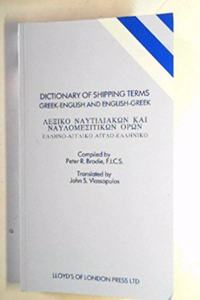 DICTIONARY OF SHIPPING TERMS
GREEK-ENGLISH AND ENGLISH-GREEK
ΛΕΞΙΚΟ ΝΑΥΤΙΛΙΑΚΩΝ ΚΑΙ
ΝΑΥΛΟΜΕΣΙΤΙΚΩΝ ΟΡΩΝ
ΕΛΛΗΝΟ-ΑΓΓΛΙΚΟ ΑΓΓΛΟ-ΕΛΛΗΝΙΚΟ
Compiled by
Peter R. Brodie, F.I.C.S.
Translated by
John S. Vlassopulos
LLOYD'S OF LONDON PRESS LTD